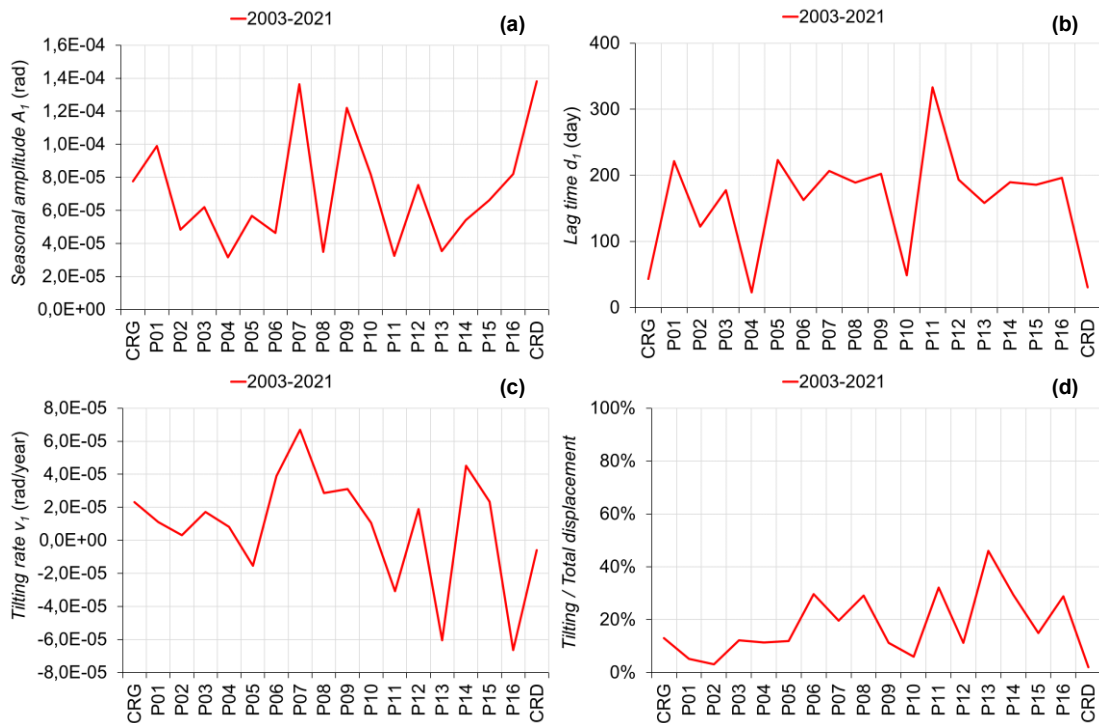 2003-2021
(a)
Seasonal amplitude A1 (rad)
1,6E-04
1,4E-04
1,2E-04
1,0E-04
8,0E-05
6,0E-05
4,0E-05
2,0E-05
0,0E+00
CRG
P01
P02
P03
P04
P05
P06
P07
P08
P09
P10
P11
P12
P13
P14
P15
P16
CRD
2003-2021
(b)
Lag time d1 (day)
400
300
200
100
0
CRG
P01
P02
P03
P04
P05
P06
P07
P08
P09
P10
P11
P12
P13
P14
P15
P16
CRD
2003-2021
(c)
Tilting rate v1 (rad/year)
8,0E-05
6,0E-05
4,0E-05
2,0E-05
0,0E+00
-2,0E-05
-4,0E-05
-6,0E-05
-8,0E-05
CRG
P01
P02
P03
P04
P05
P06
P07
P08
P09
P10
P11
P12
P13
P14
P15
P16
CRD
2003-2021
(d)
Tilting / Total displacement
100%
80%
60%
40%
20%
0%
CRG
P01
P02
P03
P04
P05
P06
P07
P08
P09
P10
P11
P12
P13
P14
P15
P16
CRD